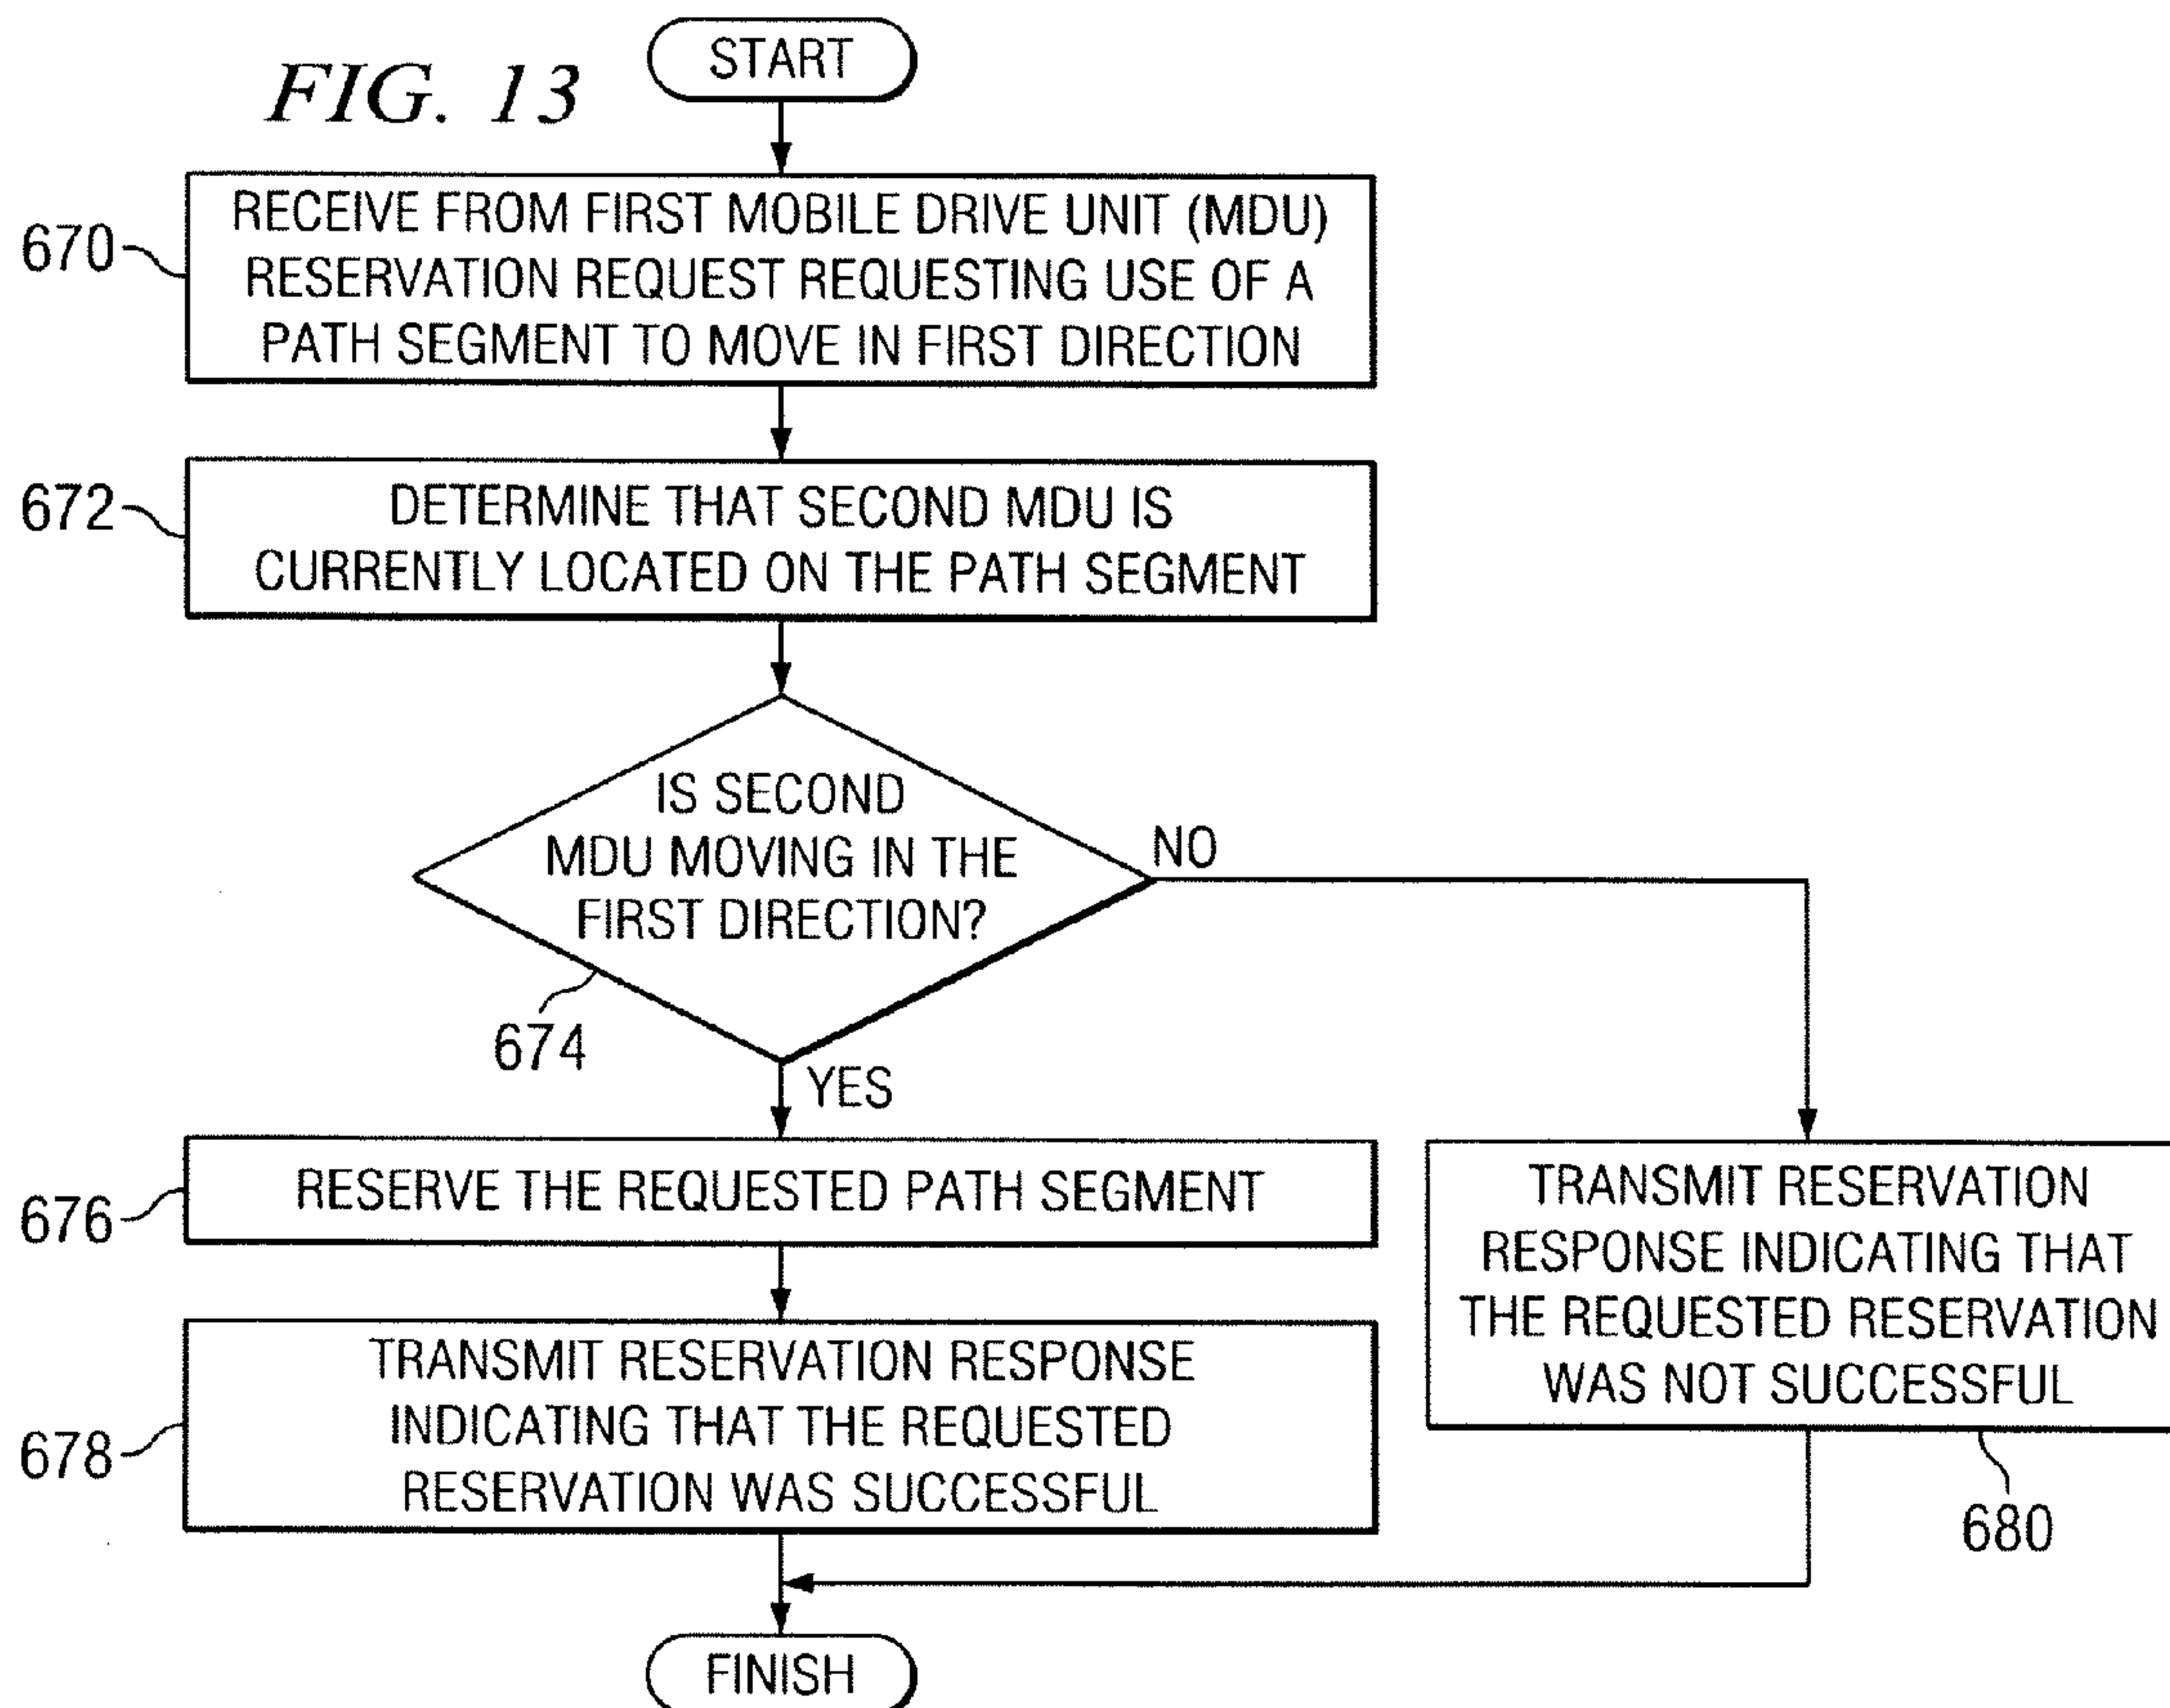 FIG. 13
START
670
RECEIVE FROM FIRST MOBILE DRIVE UNIT (MDU)
RESERVATION REQUEST REQUESTING USE OF A
PATH SEGMENT TO MOVE IN FIRST DIRECTION
672
DETERMINE THAT SECOND MDU IS
CURRENTLY LOCATED ON THE PATH SEGMENT
IS SECOND
MDU MOVING IN THE
FIRST DIRECTION?
NO
674
YES
676
RESERVE THE REQUESTED PATH SEGMENT
678
TRANSMIT RESERVATION RESPONSE
INDICATING THAT THE REQUESTED
RESERVATION WAS SUCCESSFUL
TRANSMIT RESERVATION
RESPONSE INDICATING THAT
THE REQUESTED RESERVATION
WAS NOT SUCCESSFUL
680
FINISH